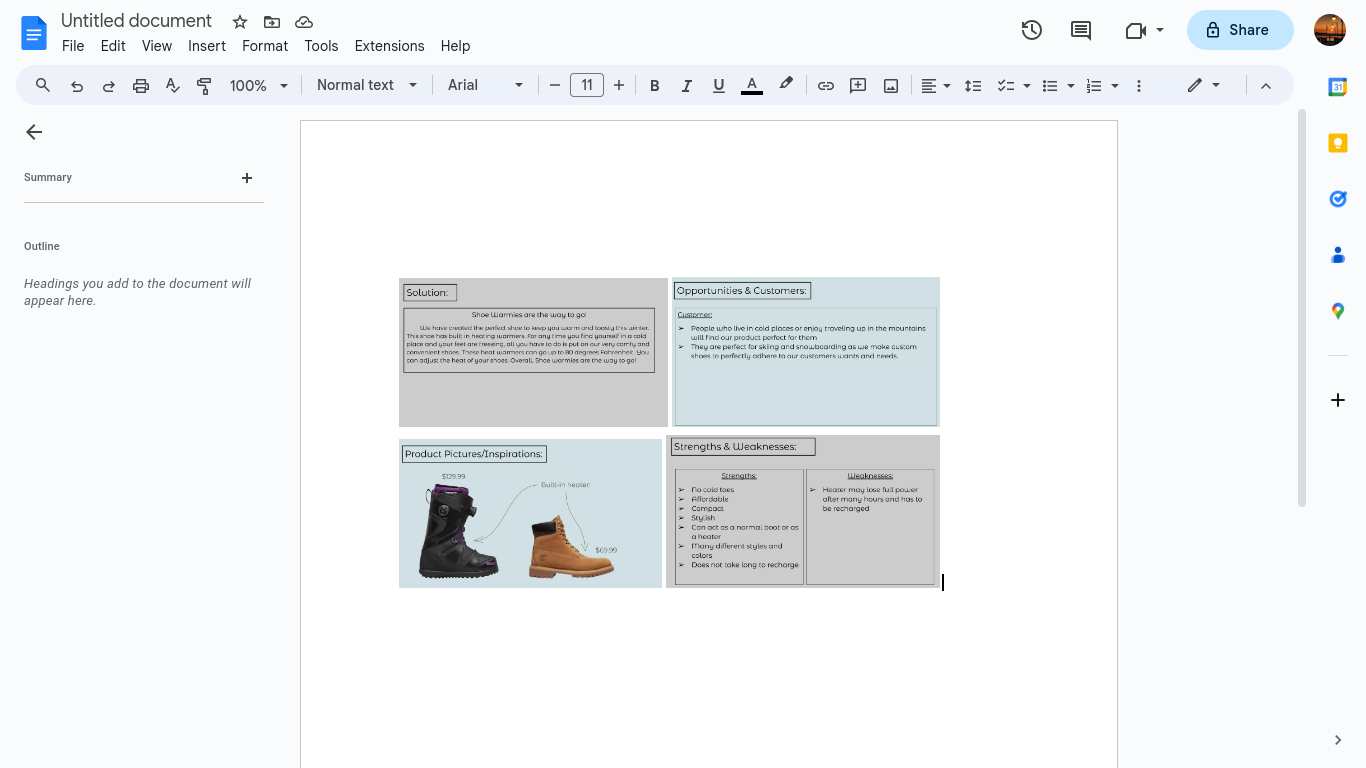 Untitled document
File Edit View Insert Format Tools Extensions Help
Share
100% Normal text Arial 11 B I U A
31
Summary
Outline
Headings you add to the document will
appear here.
Solution:
Shoe Warmies are the way to go!
We have created the perfect shoe to keep you warm and toasty this winter.
This shoe has built in heating warmers. For any time you find yourself in a cold
place and your feet are freezing, all you have to do is put on our very comfy and
convenient shoes. These heat warmers can go up to 80 degrees Fahrenheit. You
can adjust the heat of your shoes. Overall, Shoe warmies are the way to go!
Opportunities & Customers:
Customer:
➢ People who live in cold places or enjoy traveling up in the mountains
will find our product perfect for them
➢ They are perfect for skiing and snowboarding as we make custom
shoes to perfectly adhere to our customers wants and needs.
Product Pictures/Inspirations:
$129.99
Built-in heater
$69.99
Strengths & Weaknesses:
Strengths:
➢ No cold toes
➢ Affordable
➢ Compact
➢ Stylish
➢ Can act as a normal boot or as
a heater
➢ Many different styles and
colors
➢ Does not take long to recharge
Weaknesses:
➢ Heater may lose full power
after many hours and has to
be recharged